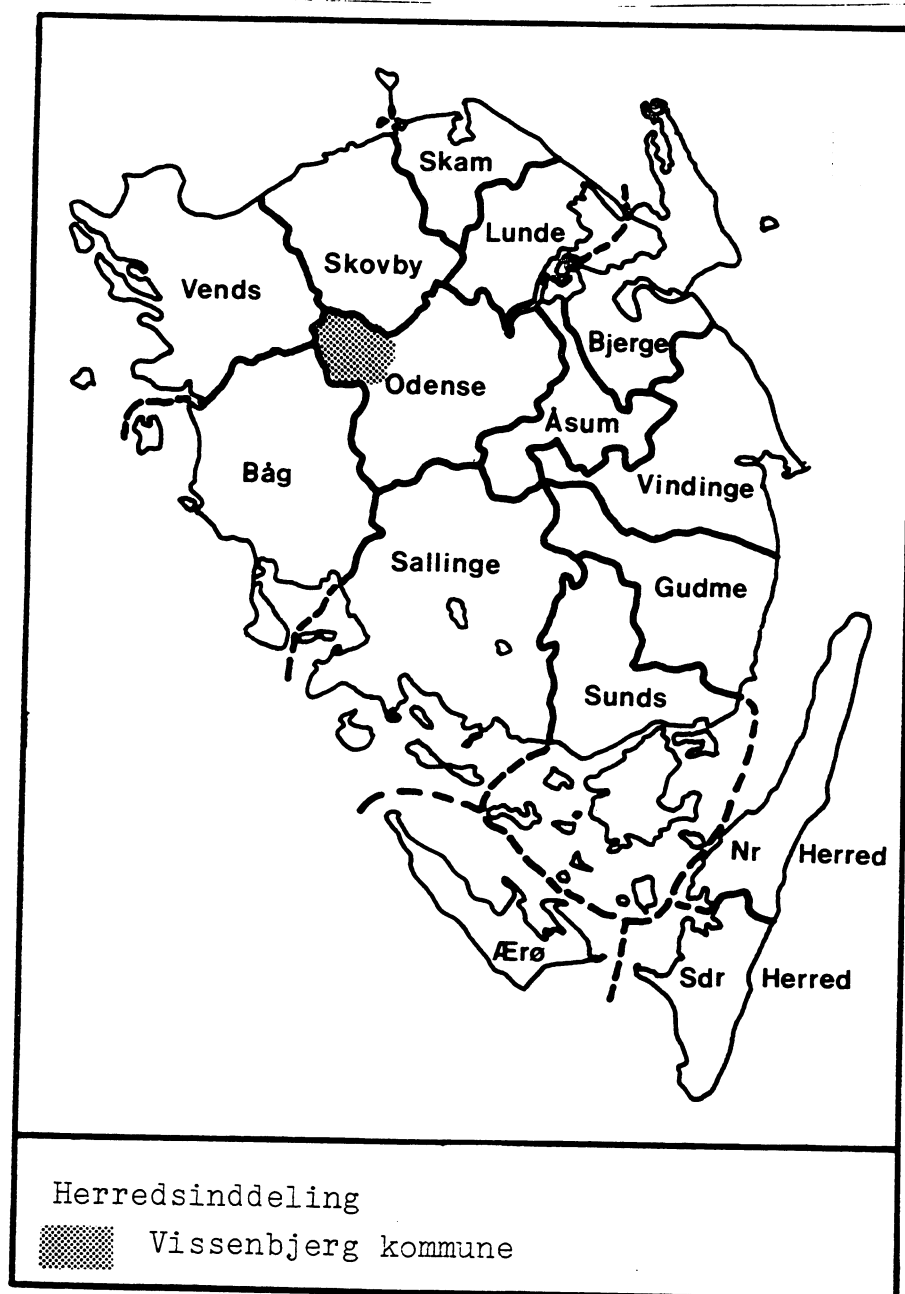 Skam
Lunde
Skovby
Vends
Bjerge
Odense
Åsum
Båg
Vindinge
Sallinge
Gudme
Sunds
Nr Herred
Ærø
Sdr Herred
Herredsinddeling
Vissenbjerg kommune